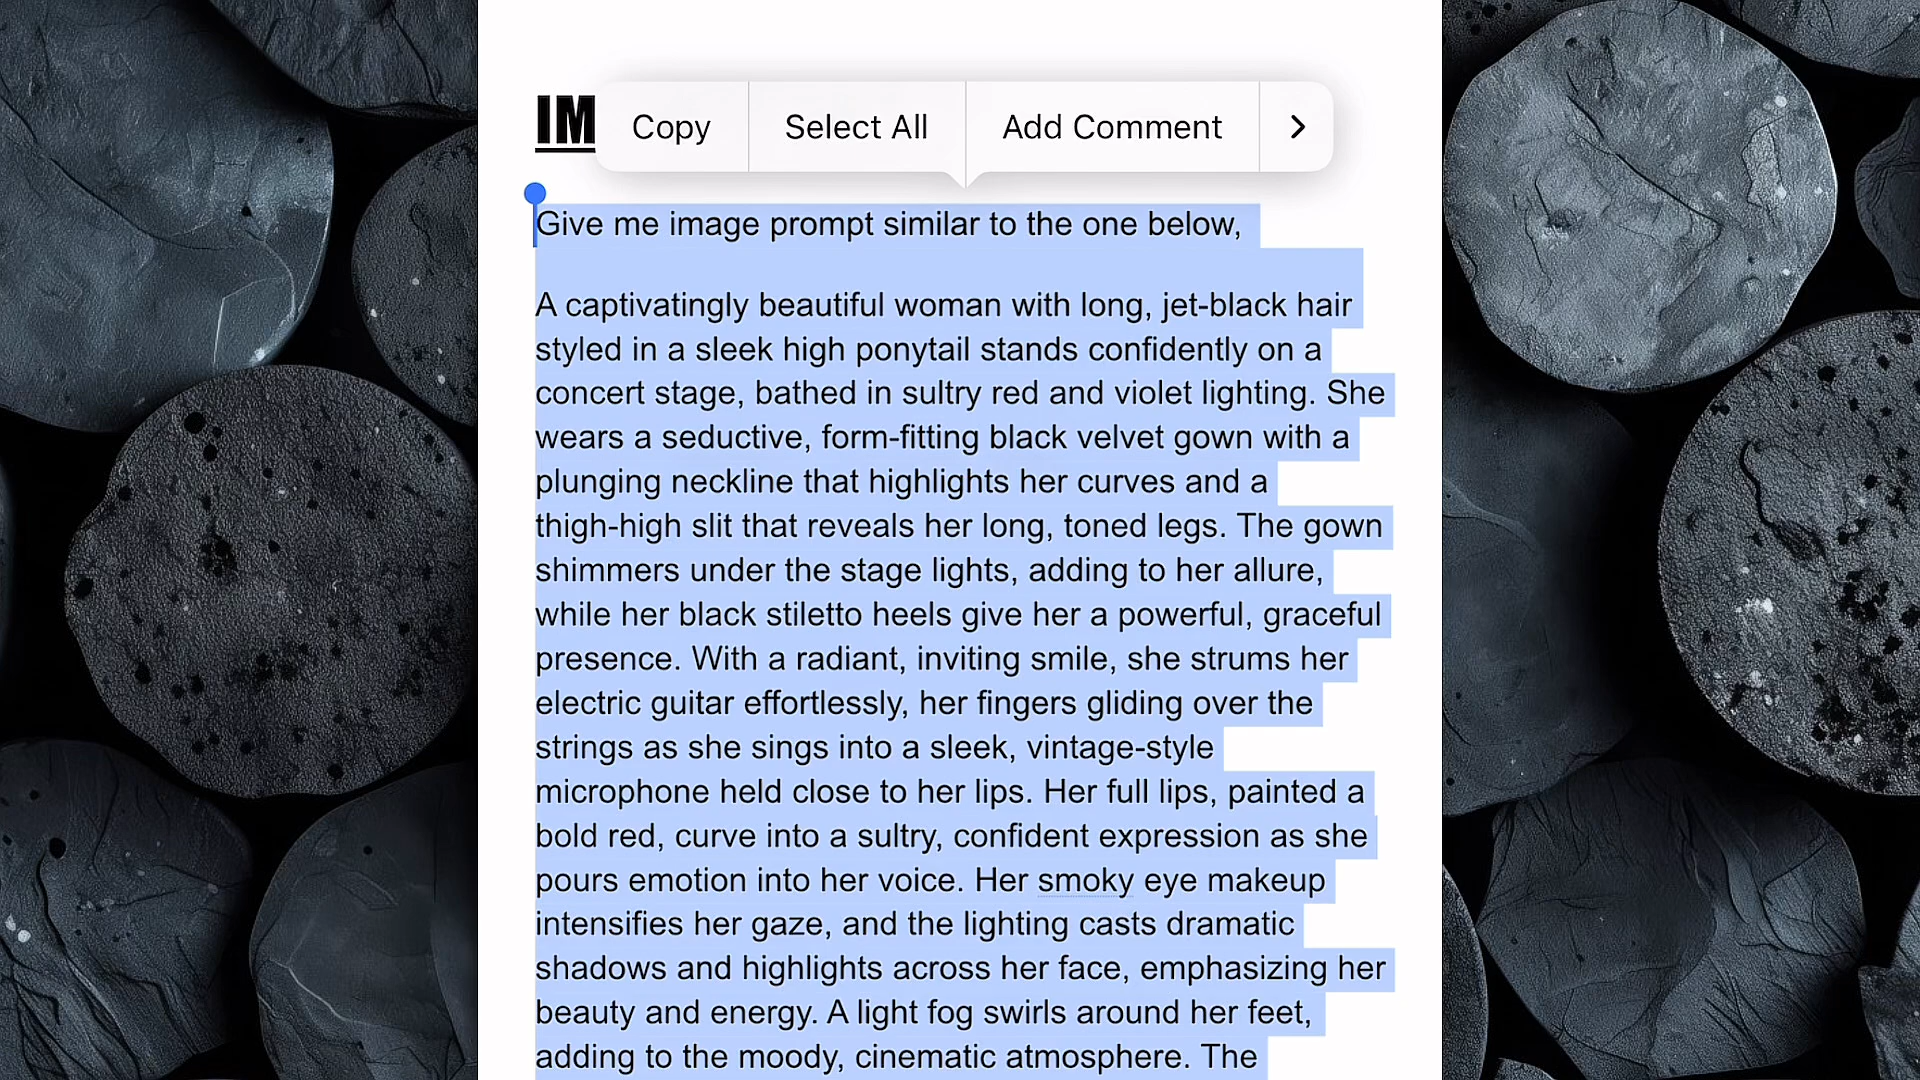 IM
Copy
Select All
Add Comment
Give me image prompt similar to the one below,
A captivatingly beautiful woman with long, jet-black hair
styled in a sleek high ponytail stands confidently on a
concert stage, bathed in sultry red and violet lighting. She
wears a seductive, form-fitting black velvet gown with a
plunging neckline that highlights her curves and a
thigh-high slit that reveals her long, toned legs. The gown
shimmers under the stage lights, adding to her allure,
while her black stiletto heels give her a powerful, graceful
presence. With a radiant, inviting smile, she strums her
electric guitar effortlessly, her fingers gliding over the
strings as she sings into a sleek, vintage-style
microphone held close to her lips. Her full lips, painted a
bold red, curve into a sultry, confident expression as she
pours emotion into her voice. Her smoky eye makeup
intensifies her gaze, and the lighting casts dramatic
shadows and highlights across her face, emphasizing her
beauty and energy. A light fog swirls around her feet,
adding to the moody, cinematic atmosphere. The